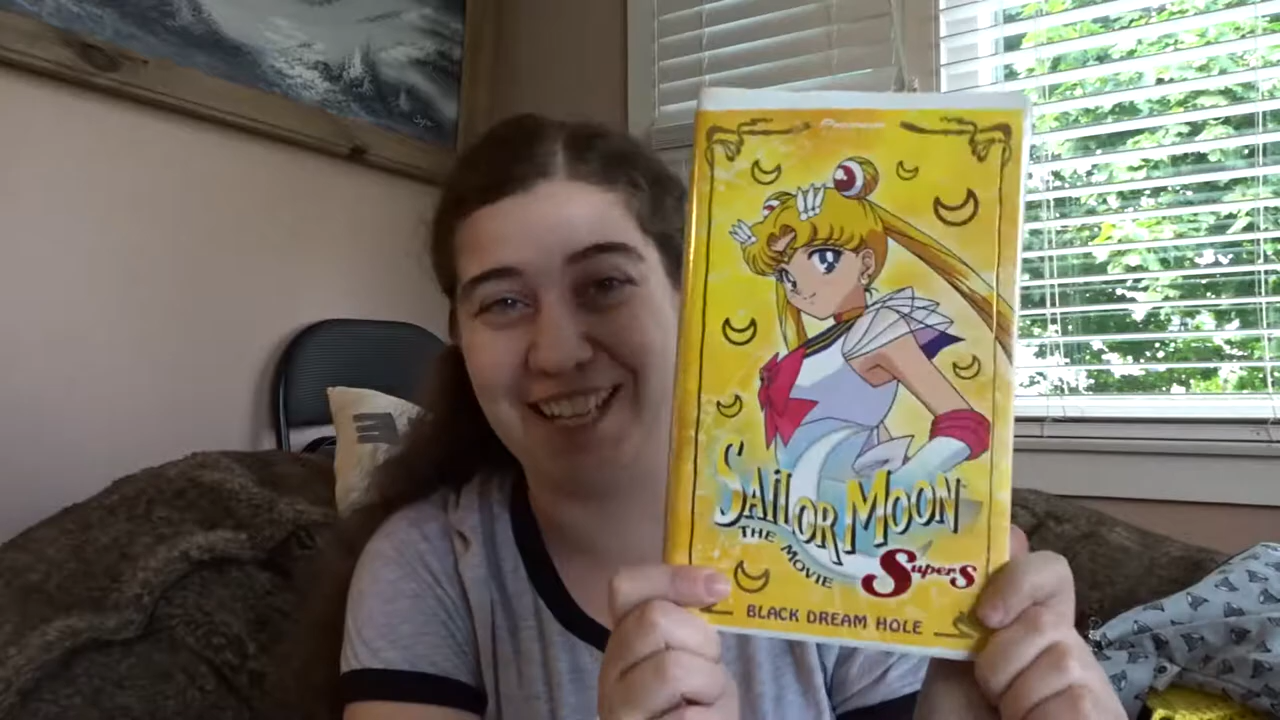 Pioneer
SAILOR MOON
THE MOVIE
SuperS
BLACK DREAM HOLE